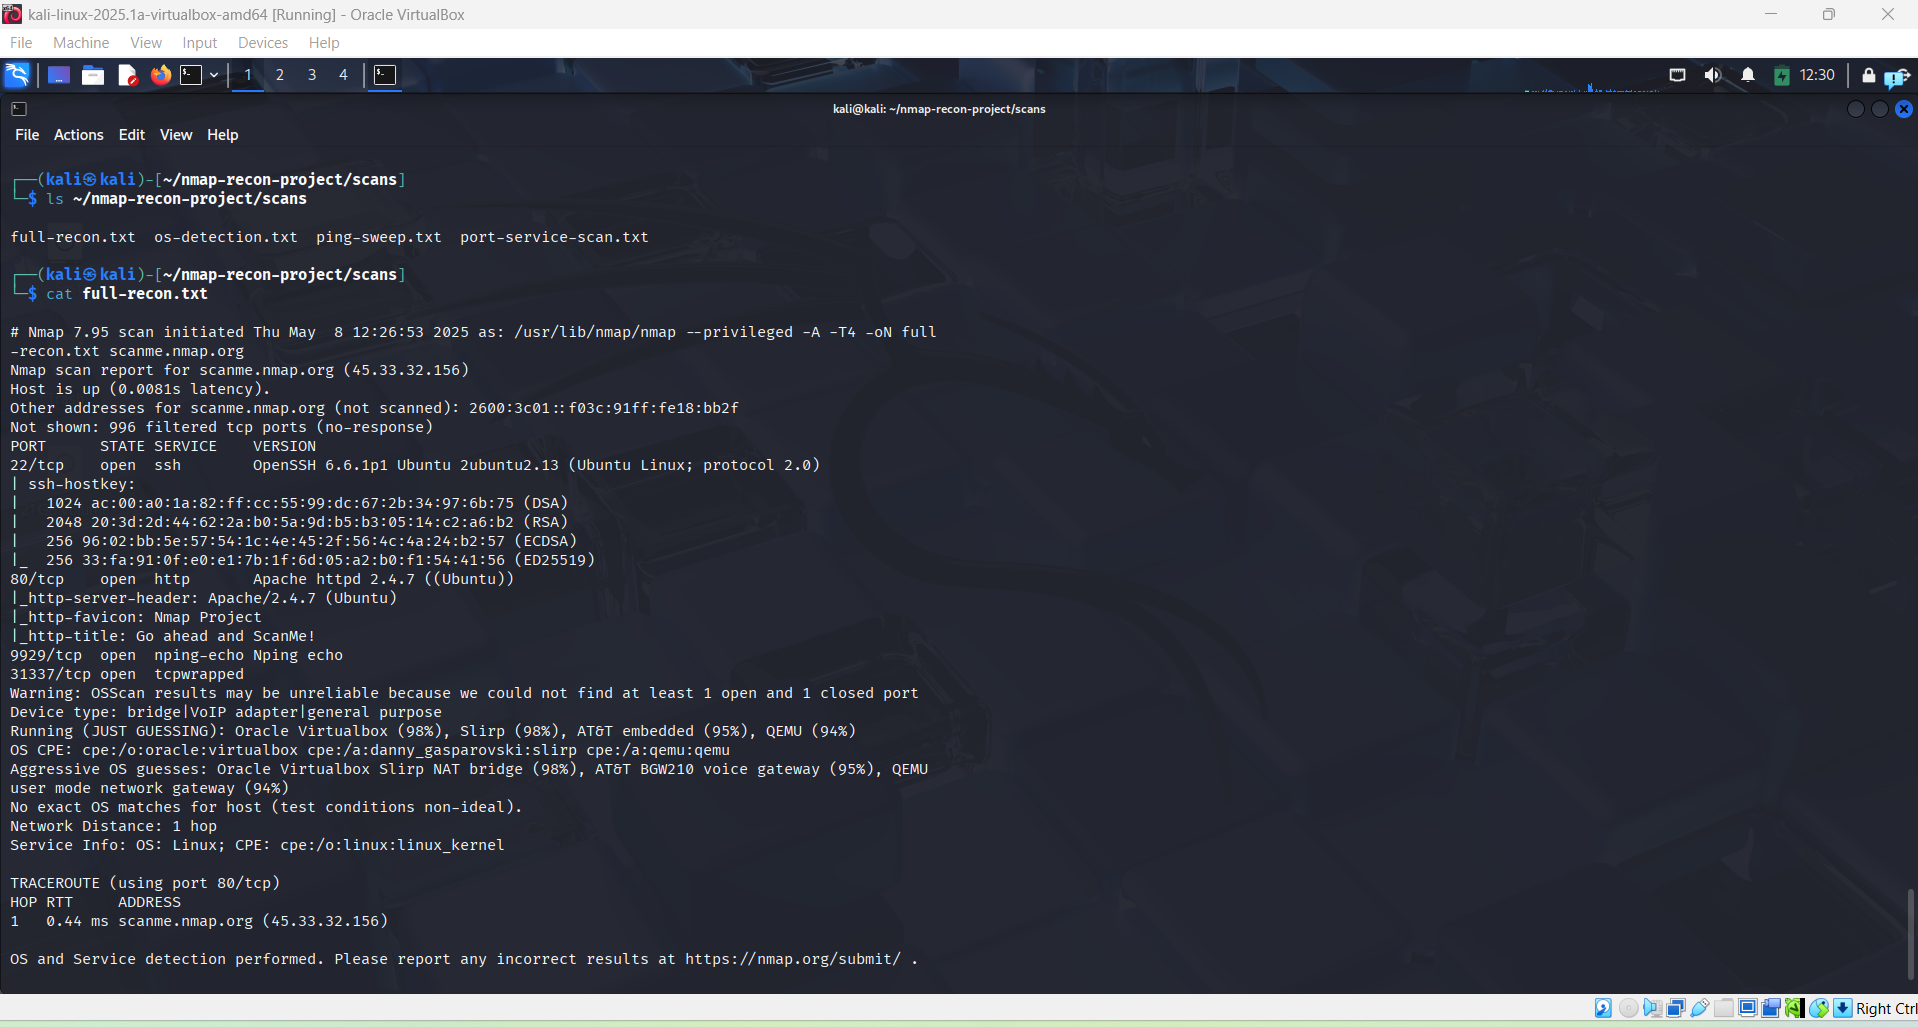 kali-linux-2025.1a-virtualbox-amd64 [Running] - Oracle VirtualBox
File Machine View Input Devices Help
1 2 3 4
12:30
kali@kali: ~/nmap-recon-project/scans
File Actions Edit View Help
┌──(kali㉿kali)-[~/nmap-recon-project/scans]
└─$ ls ~/nmap-recon-project/scans
full-recon.txt  os-detection.txt  ping-sweep.txt  port-service-scan.txt
┌──(kali㉿kali)-[~/nmap-recon-project/scans]
└─$ cat full-recon.txt
# Nmap 7.95 scan initiated Thu May  8 12:26:53 2025 as: /usr/lib/nmap/nmap --privileged -A -T4 -oN full
-recon.txt scanme.nmap.org
Nmap scan report for scanme.nmap.org (45.33.32.156)
Host is up (0.0081s latency).
Other addresses for scanme.nmap.org (not scanned): 2600:3c01::f03c:91ff:fe18:bb2f
Not shown: 996 filtered tcp ports (no-response)
PORT      STATE SERVICE    VERSION
22/tcp    open  ssh        OpenSSH 6.6.1p1 Ubuntu 2ubuntu2.13 (Ubuntu Linux; protocol 2.0)
| ssh-hostkey:
|   1024 ac:00:a0:1a:82:ff:cc:55:99:dc:67:2b:34:97:6b:75 (DSA)
|   2048 20:3d:2d:44:62:2a:b0:5a:9d:b5:b3:05:14:c2:a6:b2 (RSA)
|   256 96:02:bb:5e:57:54:1c:4e:45:2f:56:4c:4a:24:b2:57 (ECDSA)
|_  256 33:fa:91:0f:e0:e1:7b:1f:6d:05:a2:b0:f1:54:41:56 (ED25519)
80/tcp    open  http       Apache httpd 2.4.7 ((Ubuntu))
|_http-server-header: Apache/2.4.7 (Ubuntu)
|_http-favicon: Nmap Project
|_http-title: Go ahead and ScanMe!
9929/tcp  open  nping-echo Nping echo
31337/tcp open  tcpwrapped
Warning: OSScan results may be unreliable because we could not find at least 1 open and 1 closed port
Device type: bridge|VoIP adapter|general purpose
Running (JUST GUESSING): Oracle Virtualbox (98%), Slirp (98%), AT&T embedded (95%), QEMU (94%)
OS CPE: cpe:/o:oracle:virtualbox cpe:/a:danny_gasparovski:slirp cpe:/a:qemu:qemu
Aggressive OS guesses: Oracle Virtualbox Slirp NAT bridge (98%), AT&T BGW210 voice gateway (95%), QEMU
user mode network gateway (94%)
No exact OS matches for host (test conditions non-ideal).
Network Distance: 1 hop
Service Info: OS: Linux; CPE: cpe:/o:linux:linux_kernel
TRACEROUTE (using port 80/tcp)
HOP RTT     ADDRESS
1   0.44 ms scanme.nmap.org (45.33.32.156)
OS and Service detection performed. Please report any incorrect results at https://nmap.org/submit/ .
Right Ctrl